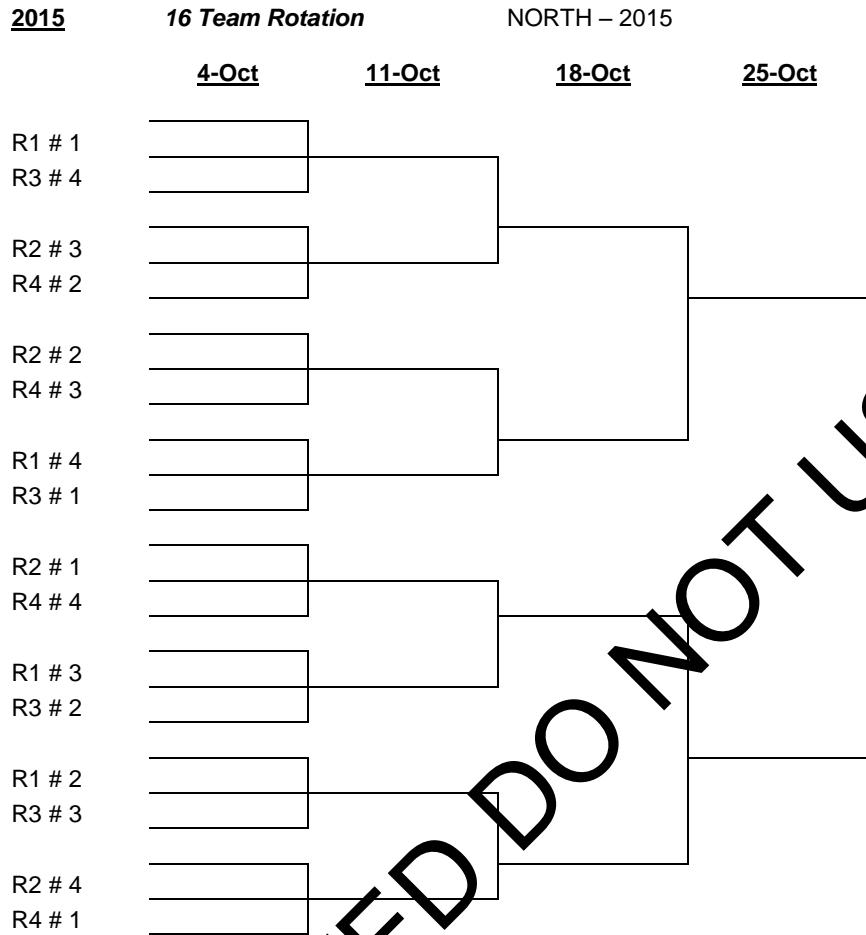 2015 16 Team Rotation NORTH – 2015
4-Oct 11-Oct 18-Oct 25-Oct
R1 # 1
R3 # 4
R2 # 3
R4 # 2
R2 # 2
R4 # 3
R1 # 4
R3 # 1
R2 # 1
R4 # 4
R1 # 3
R3 # 2
R1 # 2
R3 # 3
R2 # 4
R4 # 1
DO NOT